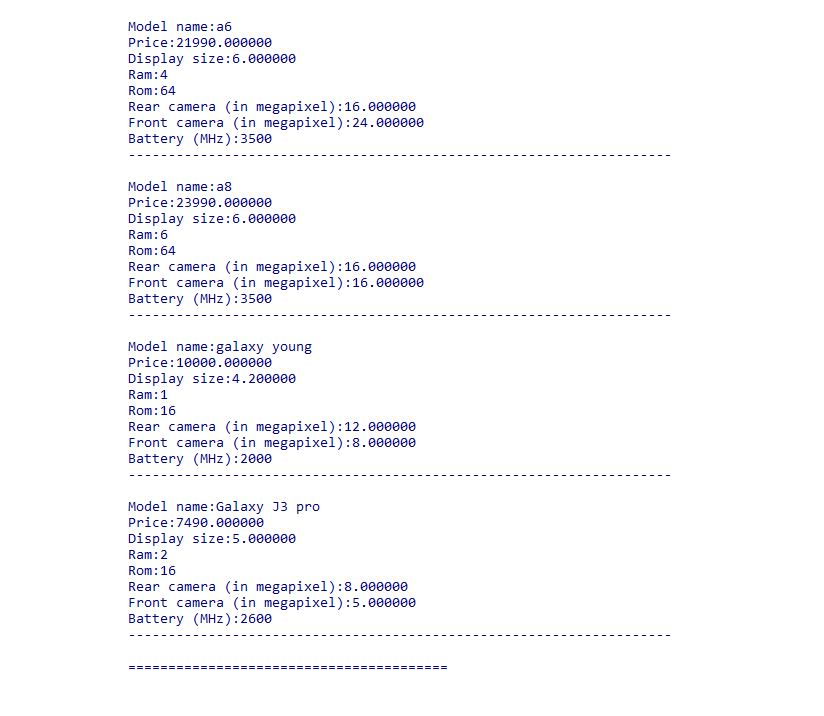 Model name:a6
Price:21990.000000
Display size:6.000000
Ram:4
Rom:64
Rear camera (in megapixel):16.000000
Front camera (in megapixel):24.000000
Battery (MHz):3500
--------------------------------------------------------------------
Model name:a8
Price:23990.000000
Display size:6.000000
Ram:6
Rom:64
Rear camera (in megapixel):16.000000
Front camera (in megapixel):16.000000
Battery (MHz):3500
--------------------------------------------------------------------
Model name:galaxy young
Price:10000.000000
Display size:4.200000
Ram:1
Rom:16
Rear camera (in megapixel):12.000000
Front camera (in megapixel):8.000000
Battery (MHz):2000
--------------------------------------------------------------------
Model name:Galaxy J3 pro
Price:7490.000000
Display size:5.000000
Ram:2
Rom:16
Rear camera (in megapixel):8.000000
Front camera (in megapixel):5.000000
Battery (MHz):2600
--------------------------------------------------------------------
========================================